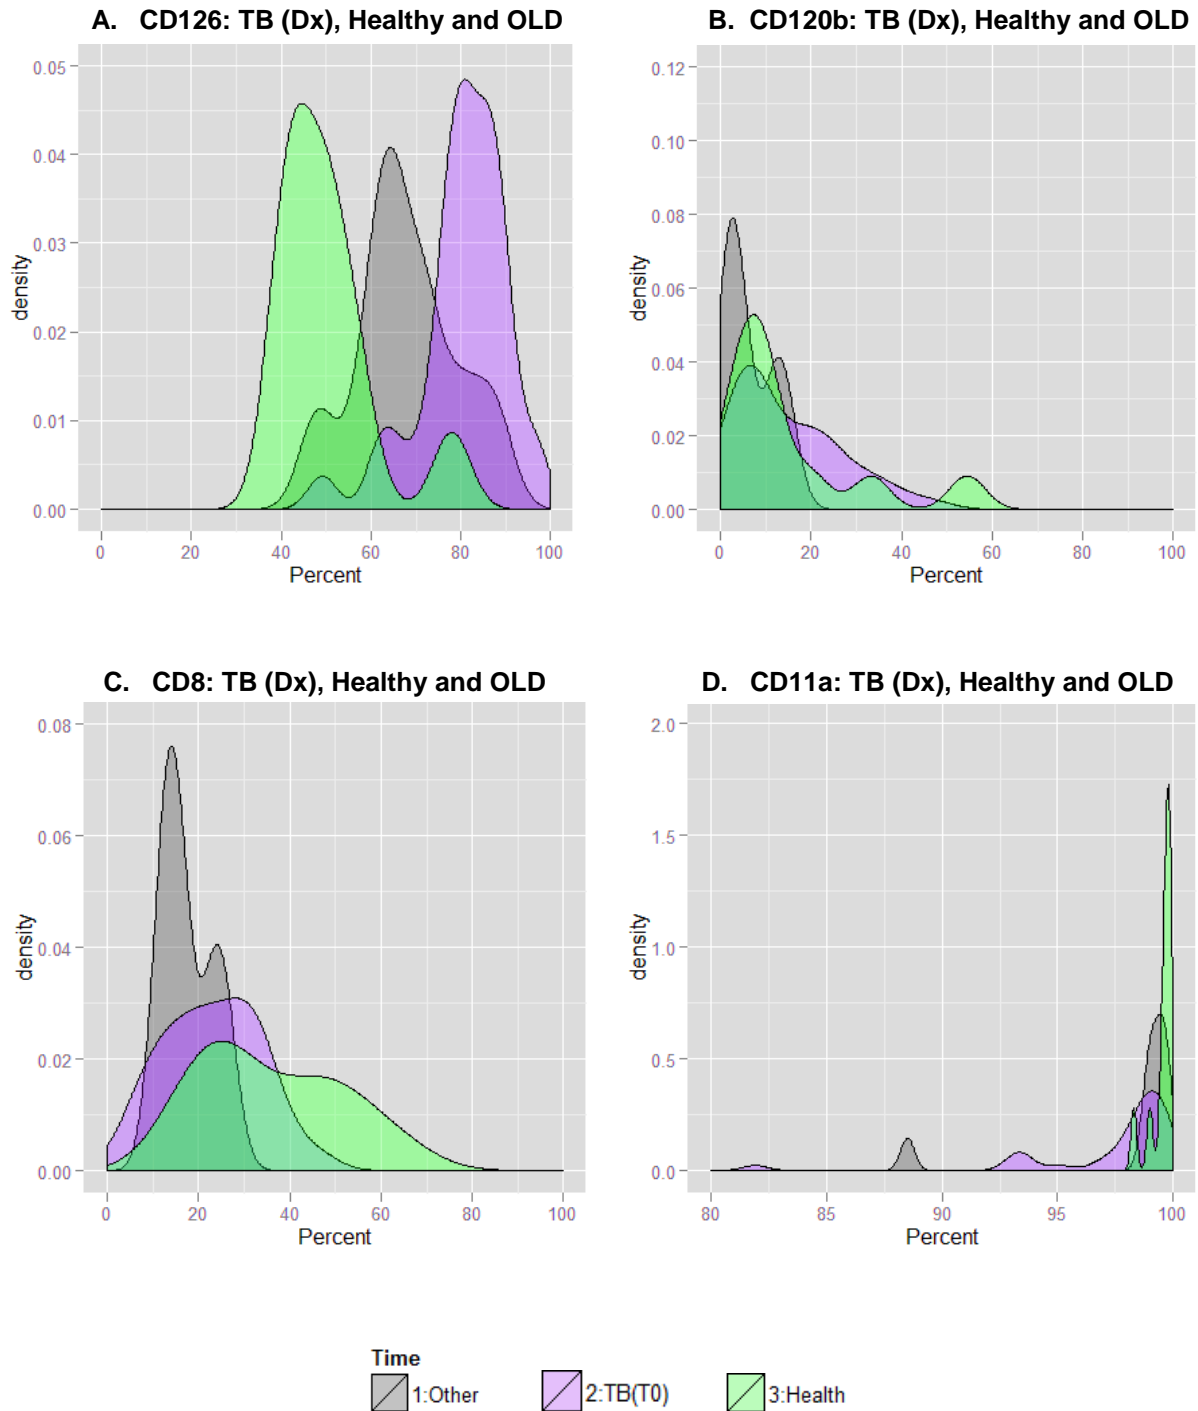 A. CD126: TB (Dx), Healthy and OLD
0.05
0.04
0.03
0.02
0.01
0.00
density
0 20 40 60 80 100
Percent
B. CD120b: TB (Dx), Healthy and OLD
0.12
0.10
0.08
0.06
0.04
0.02
0.00
density
0 20 40 60 80 100
Percent
C. CD8: TB (Dx), Healthy and OLD
0.08
0.06
0.04
0.02
0.00
density
0 20 40 60 80 100
Percent
D. CD11a: TB (Dx), Healthy and OLD
2.0
1.5
1.0
0.5
0.0
density
80 85 90 95 100
Percent
Time
1:Other 2:TB(T0) 3:Health